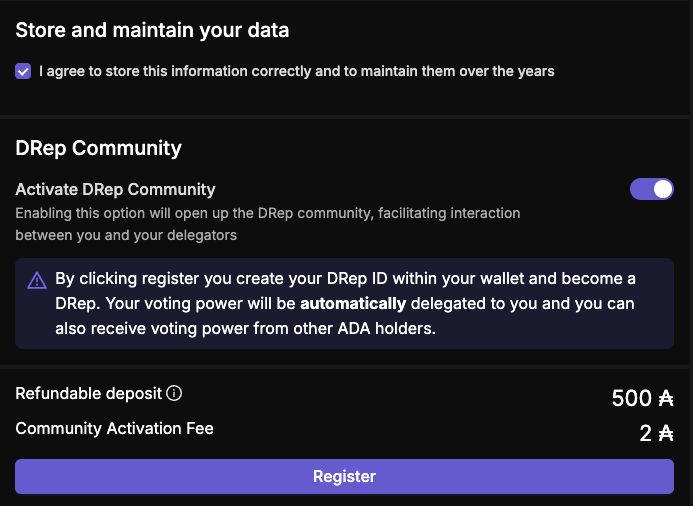 Store and maintain your data
I agree to store this information correctly and to maintain them over the years
DRep Community
Activate DRep Community
Enabling this option will open up the DRep community, facilitating interaction
between you and your delegators
By clicking register you create your DRep ID within your wallet and become a
DRep. Your voting power will be automatically delegated to you and you can
also receive voting power from other ADA holders.
Refundable deposit
500 ₳
Community Activation Fee
2 ₳
Register